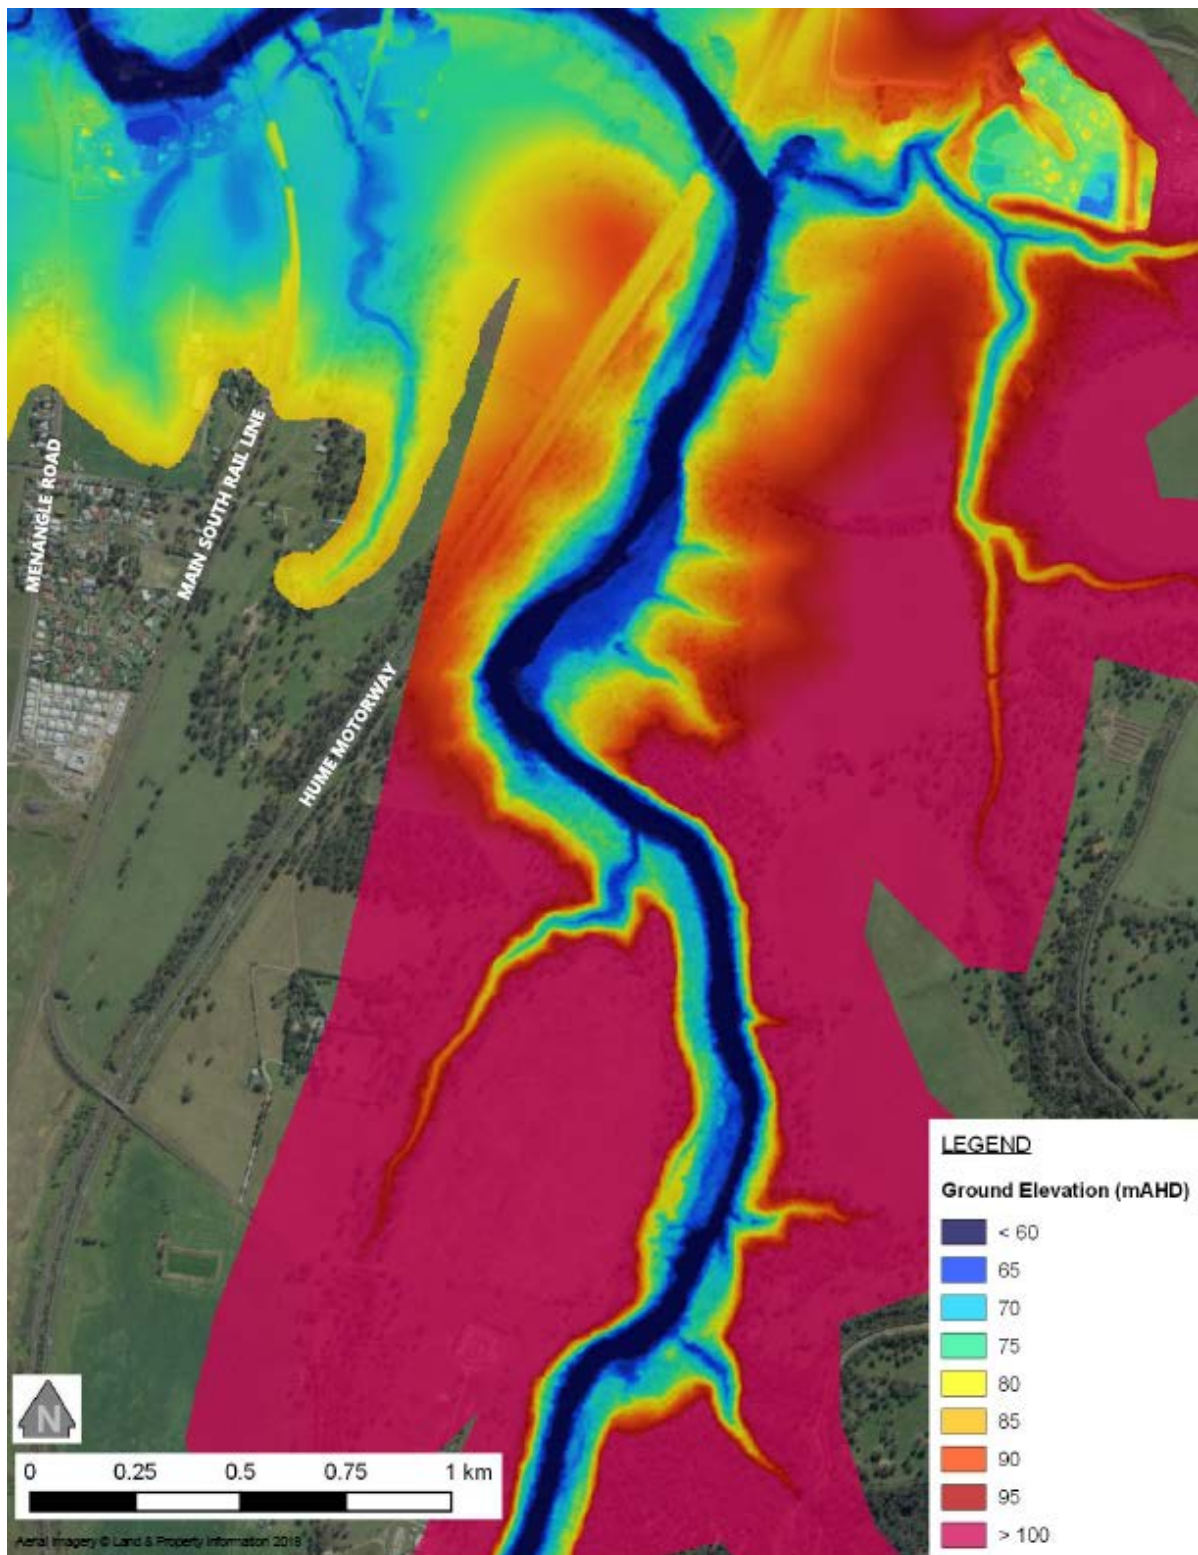 MENANGLE ROAD
MAIN SOUTH RAIL LINE
HUME MOTORWAY
LEGEND
Ground Elevation (mAHD)
< 60
65
70
75
80
85
90
95
> 100
N
0 0.25 0.5 0.75 1 km
Aerial Imagery © Land & Property Information 2018